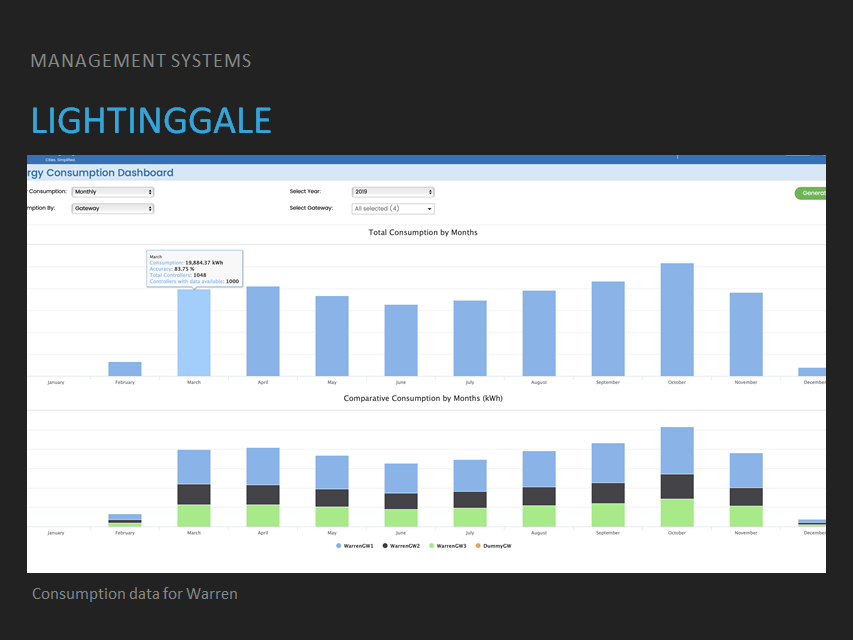 MANAGEMENT SYSTEMS
LIGHTINGGALE
Cities. Simplified.
rgy Consumption Dashboard
Consumption: Monthly Select Year: 2019 Generat
mption By: Gateway Select Gateway: All selected (4)
Total Consumption by Months
March
Consumption: 19,884.37 kWh
Accuracy: 83.75 %
Total Controllers: 1048
Controllers with data available: 1000
January February March April May June July August September October November December
Comparative Consumption by Months (kWh)
January February March April May June July August September October November December
WarrenGW1 WarrenGW2 WarrenGW3 DummyGW
Consumption data for Warren